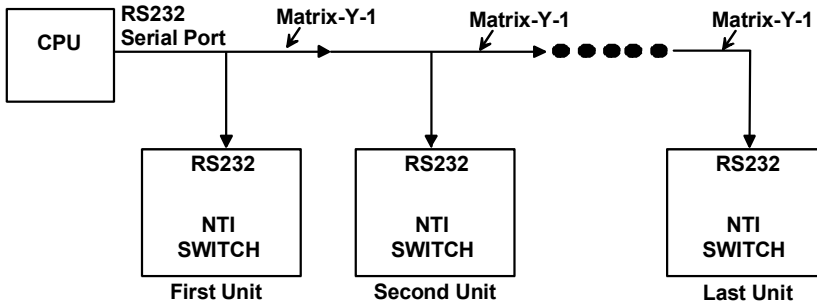 CPU
RS232
Serial Port
Matrix-Y-1
Matrix-Y-1
Matrix-Y-1
RS232
NTI
SWITCH
First Unit
RS232
NTI
SWITCH
Second Unit
RS232
NTI
SWITCH
Last Unit